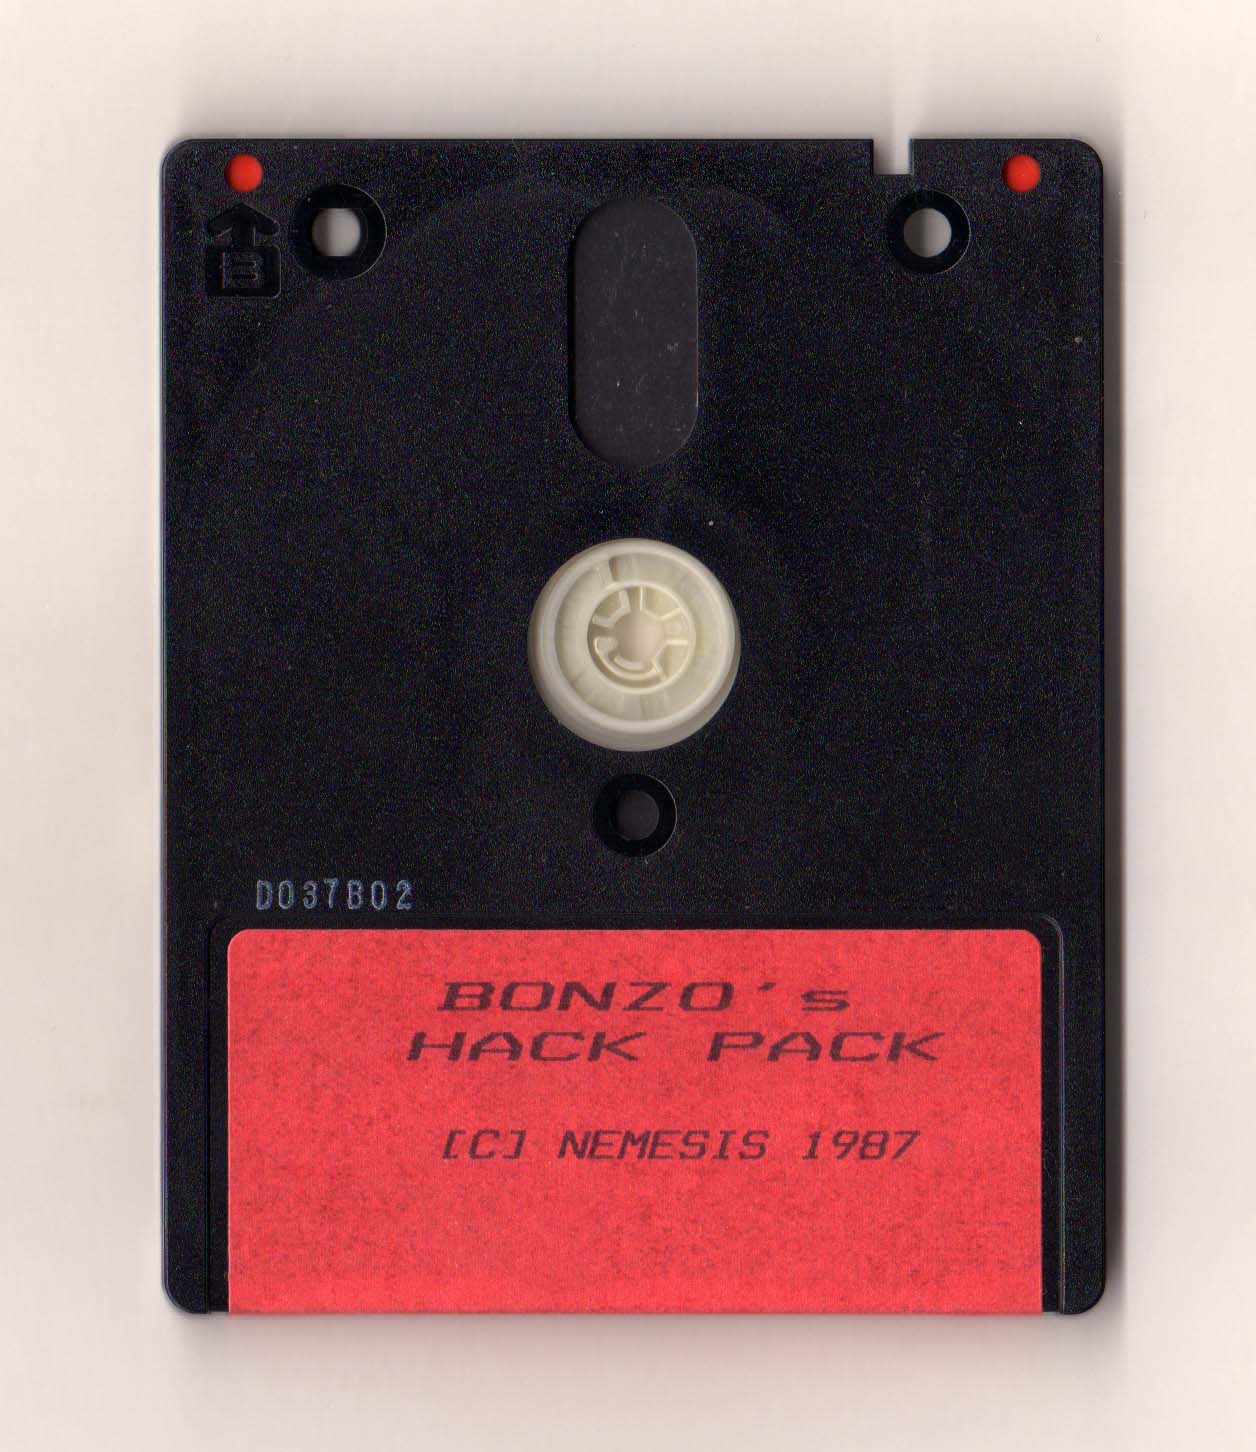 B
D037B02
BONZO's
HACK PACK
[C] NEMESIS 1987